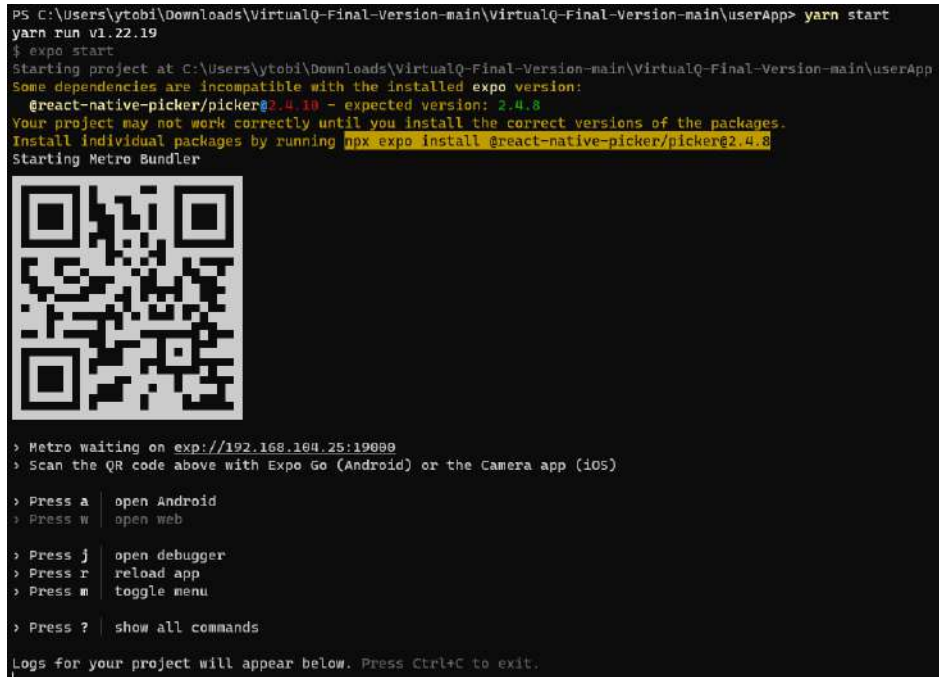 PS C:\Users\ytobi\Downloads\VirtualQ-Final-Version-main\VirtualQ-Final-Version-main\userApp> yarn start
yarn run v1.22.19
$ expo start
Starting project at C:\Users\ytobi\Downloads\VirtualQ-Final-Version-main\VirtualQ-Final-Version-main\userApp
Some dependencies are incompatible with the installed expo version:
@react-native-picker/picker@2.4.10 - expected version: 2.4.8
Your project may not work correctly until you install the correct versions of the packages.
Install individual packages by running npx expo install @react-native-picker/picker@2.4.8
Starting Metro Bundler
› Metro waiting on exp://192.168.104.25:19000
› Scan the QR code above with Expo Go (Android) or the Camera app (iOS)
› Press a │ open Android
› Press w │ open web
› Press j │ open debugger
› Press r │ reload app
› Press m │ toggle menu
› Press ? │ show all commands
Logs for your project will appear below. Press Ctrl+C to exit.